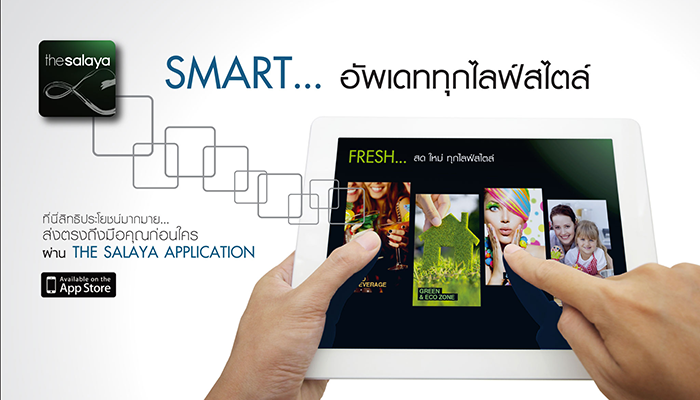 thesalaya
SMART... อัพเดททุกไลฟ์สไตล์
FRESH... สด ใหม่ ทุกไลฟ์สไตล์
ที่นี่สิทธิประโยชน์มากมาย...
ส่งตรงถึงมือคุณก่อนใคร
ผ่าน THE SALAYA APPLICATION
Available on the
App Store
EVERAGE
GREEN
& ECO ZONE